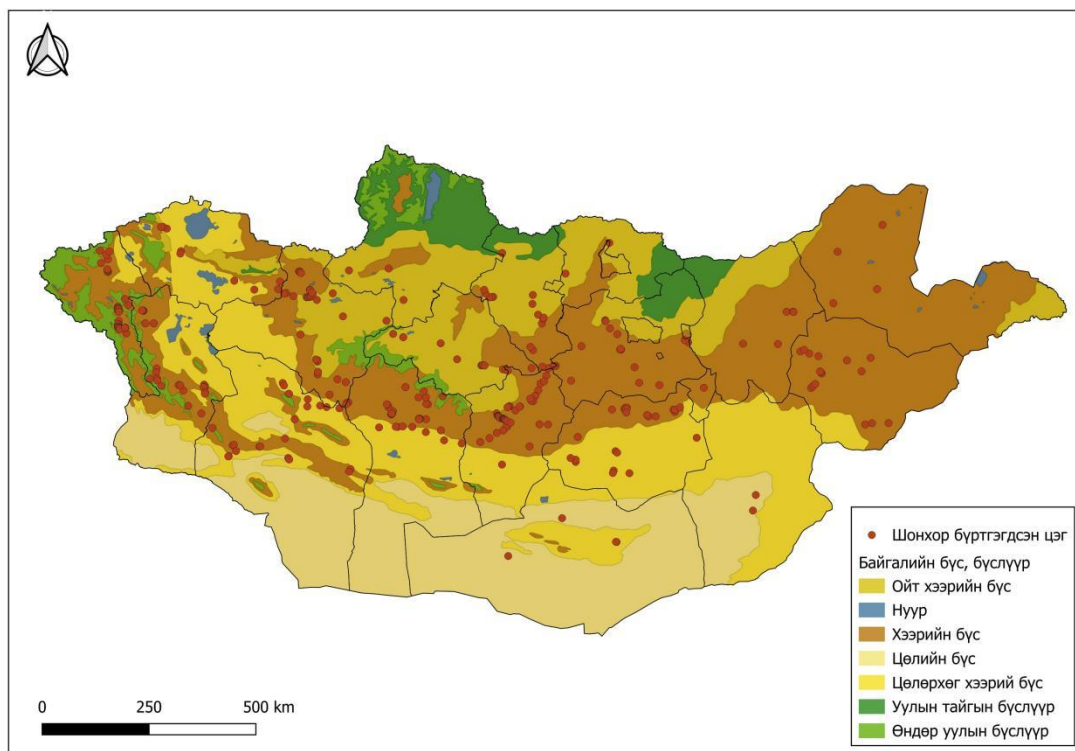 Шонхор бүртгэгдсэн цэг
Байгалийн бүс, бүслүүр
Ойт хээрийн бүс
Нуур
Хээрийн бүс
Цөлийн бүс
Цөлөрхөг хээрий бүс
Уулын тайгын бүслүүр
Өндөр уулын бүслүүр
0 250 500 km